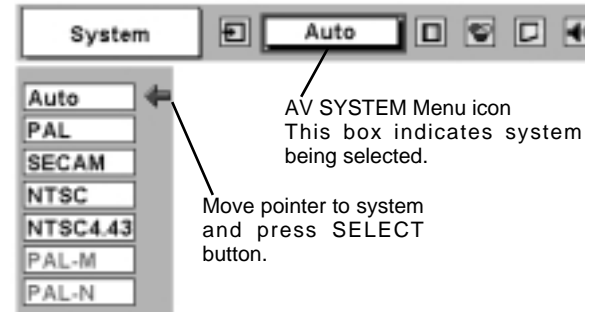 System
Auto
AV SYSTEM Menu icon
This box indicates system
being selected.
Auto
PAL
SECAM
NTSC
NTSC4.43
PAL-M
PAL-N
Move pointer to system
and press SELECT
button.